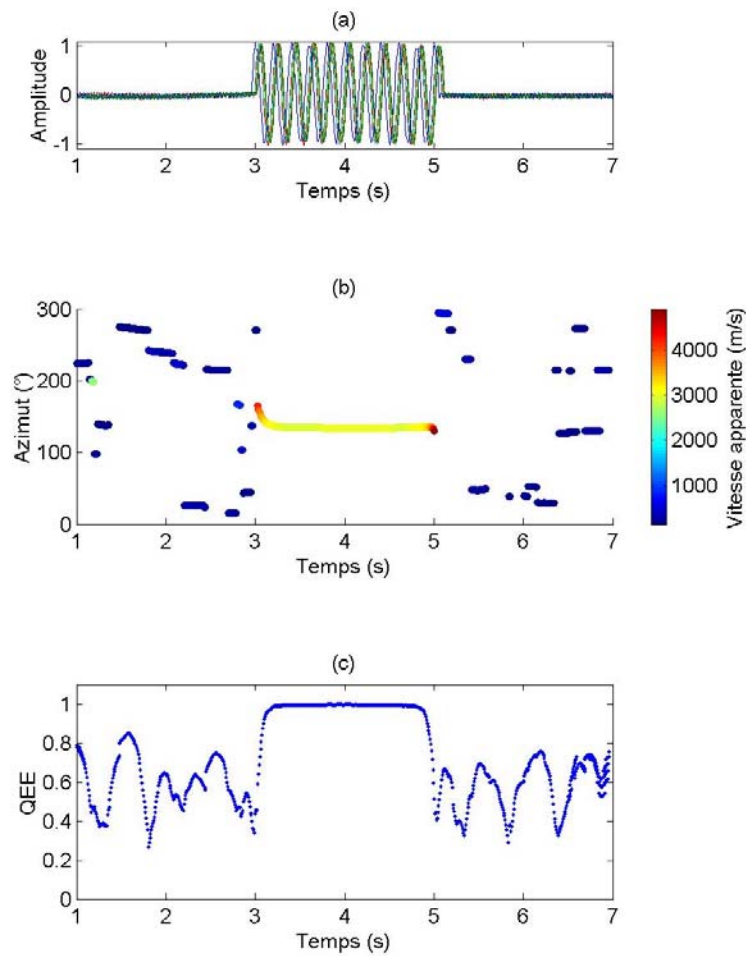 (a)
Amplitude
1
0
-1
1 2 3 4 5 6 7
Temps (s)
(b)
Azimut (°)
300
200
100
0
1 2 3 4 5 6 7
Temps (s)
4000
3000
2000
1000
Vitesse apparente (m/s)
(c)
QEE
1
0.8
0.6
0.4
0.2
0
1 2 3 4 5 6 7
Temps (s)